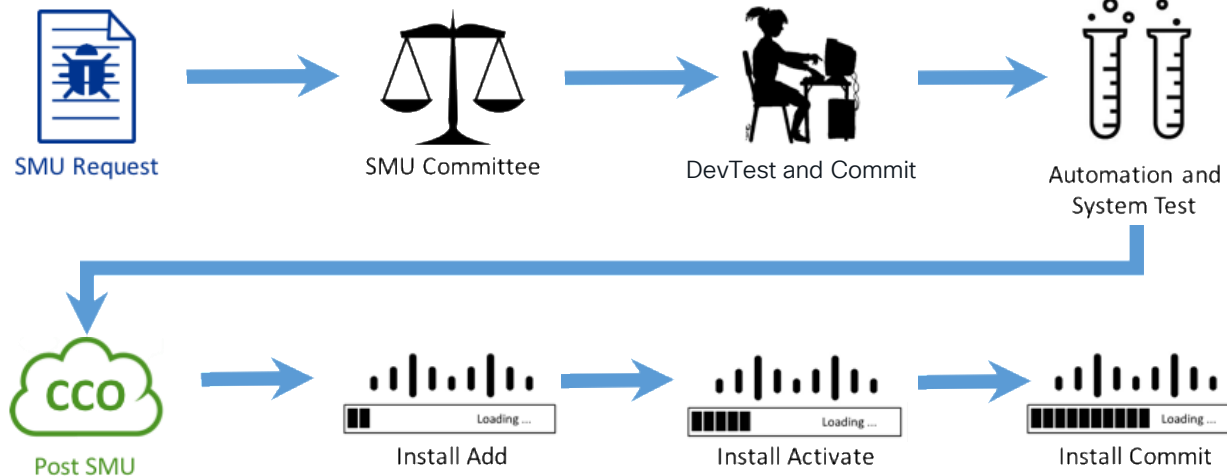 SMU Request
SMU Committee
DevTest and Commit
Automation and
System Test
CCO
Post SMU
Loading ...
Install Add
Loading ...
Install Activate
Loading ...
Install Commit